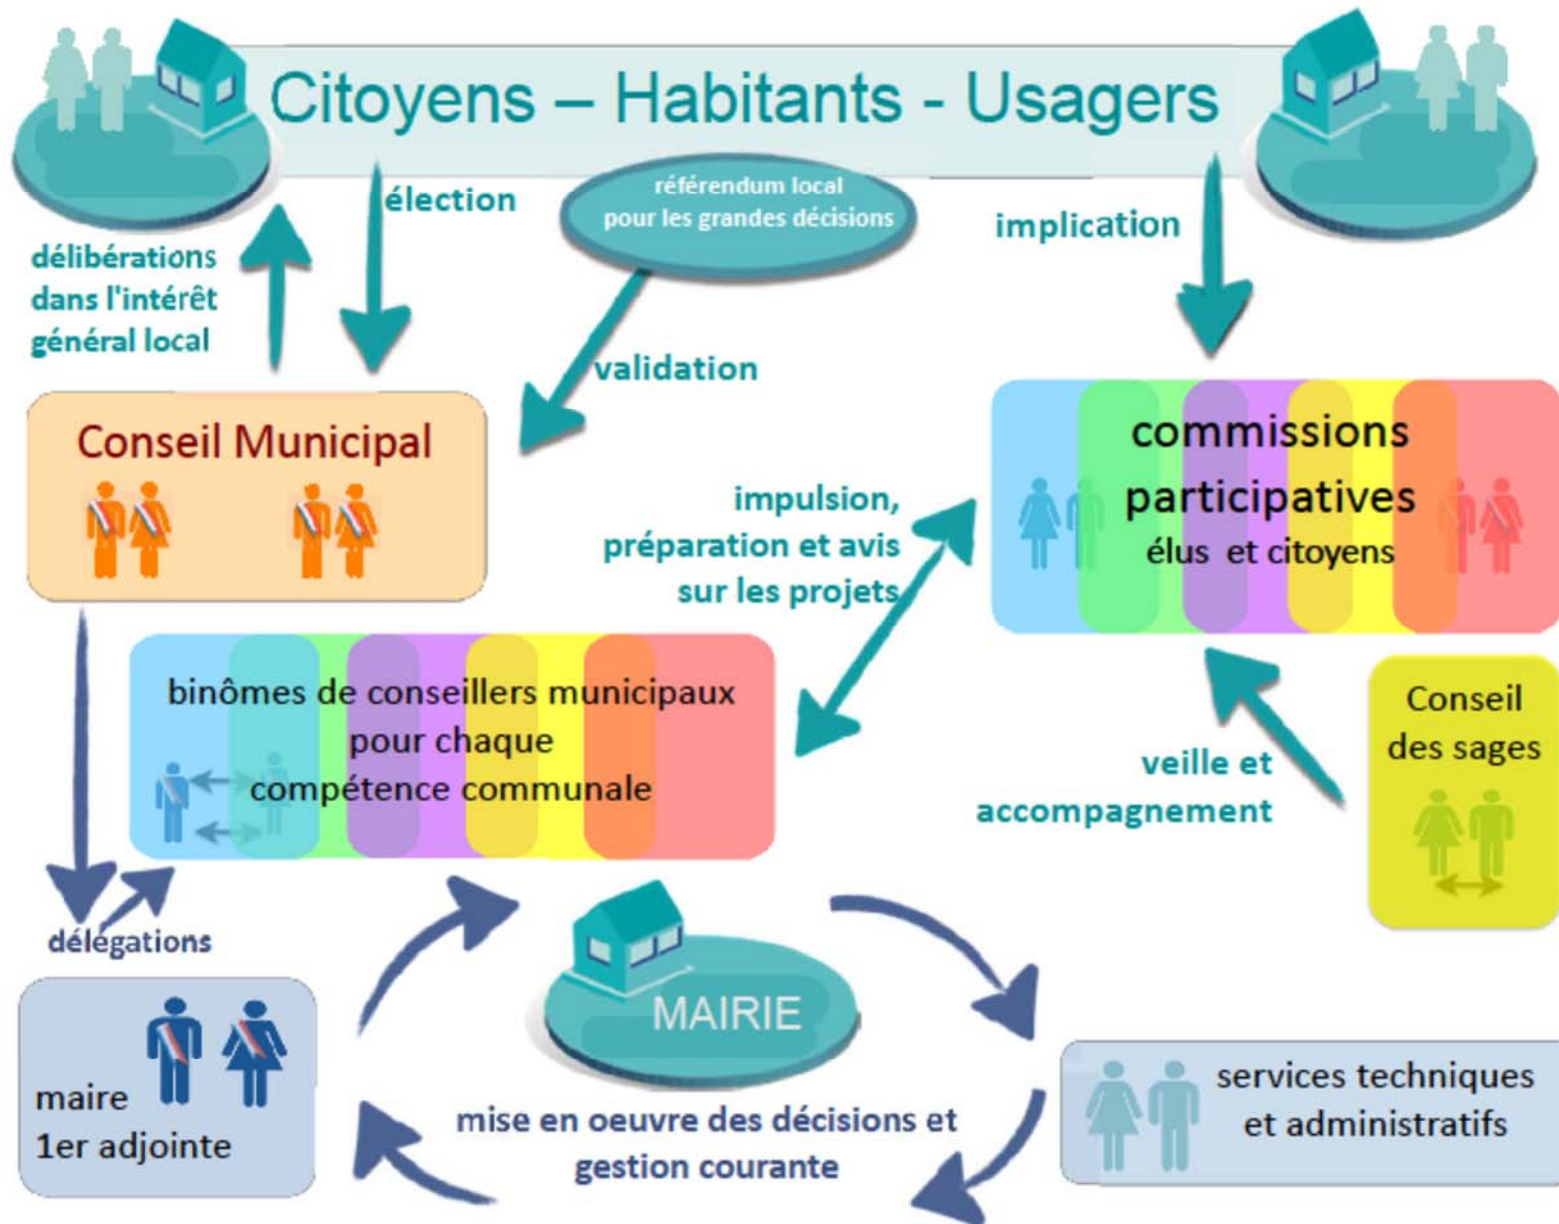 Citoyens – Habitants - Usagers
référendum local
pour les grandes décisions
élection
implication
délibérations
dans l'intérêt
général local
validation
Conseil Municipal
commissions
participatives
élus et citoyens
impulsion,
préparation et avis
sur les projets
binômes de conseillers municipaux
pour chaque
compétence communale
Conseil
des sages
veille et
accompagnement
délégations
MAIRIE
maire
1er adjointe
mise en oeuvre des décisions et
gestion courante
services techniques
et administratifs